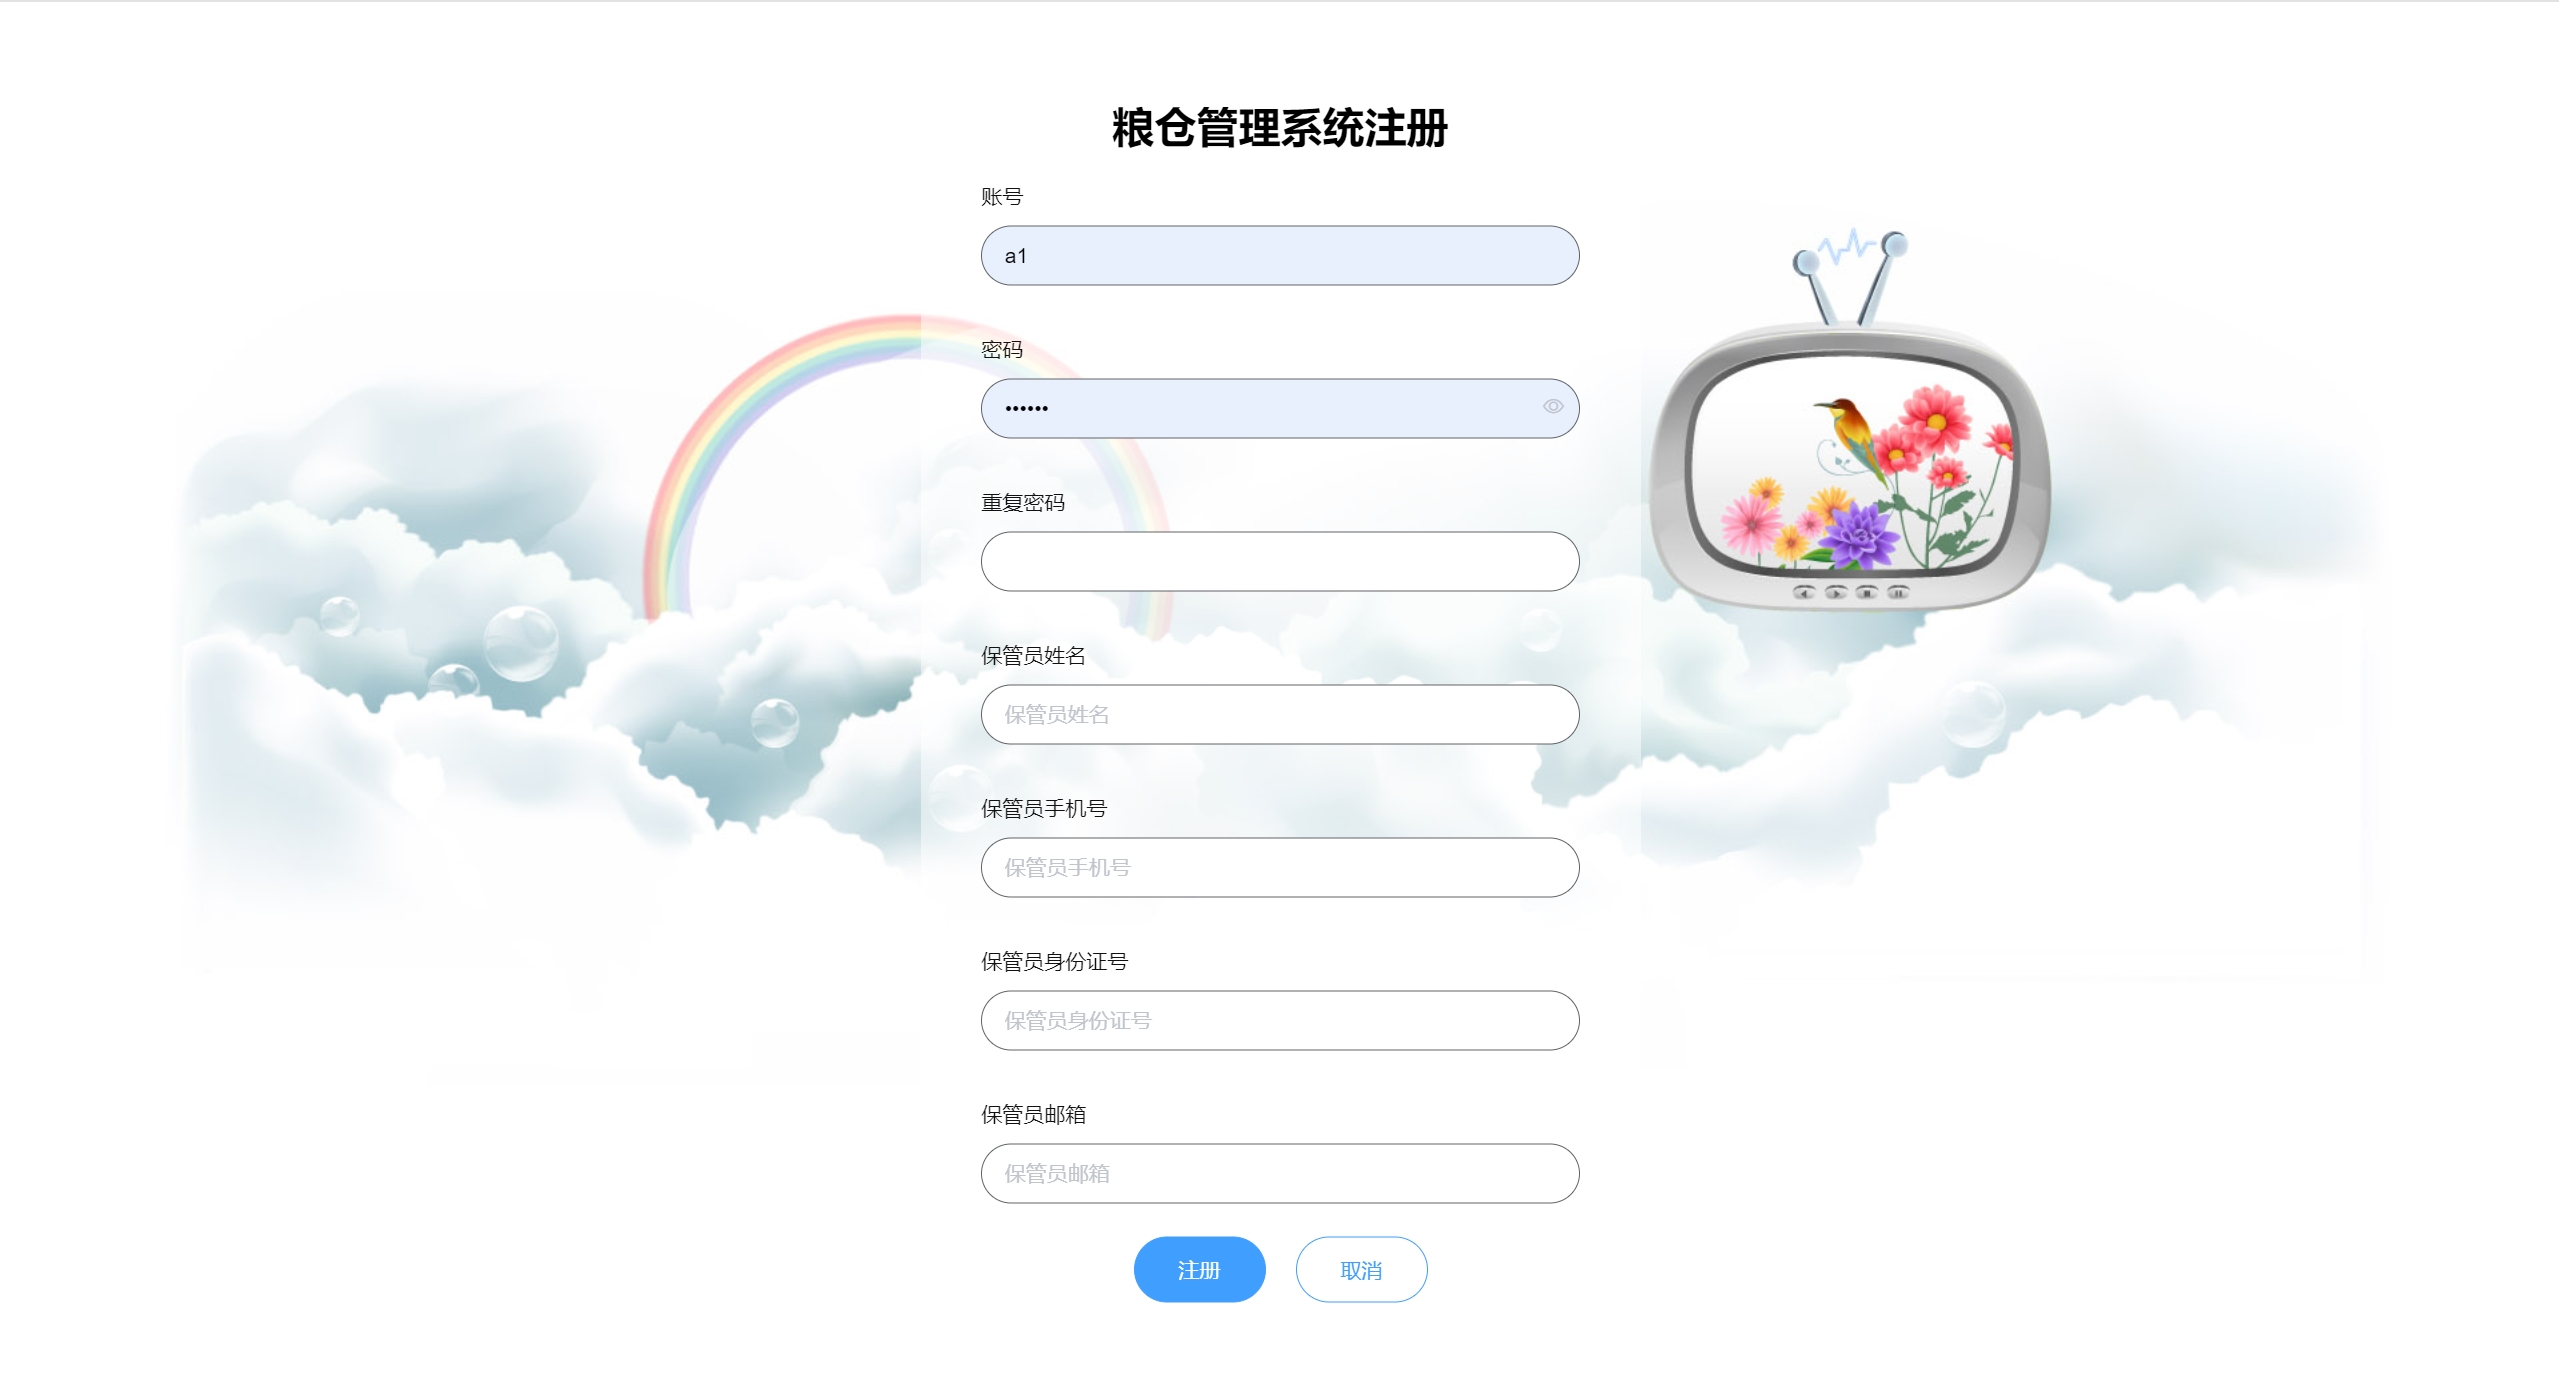 粮仓管理系统注册
账号
a1
密码
••••••
重复密码
保管员姓名
保管员姓名
保管员手机号
保管员手机号
保管员身份证号
保管员身份证号
保管员邮箱
保管员邮箱
注册 取消